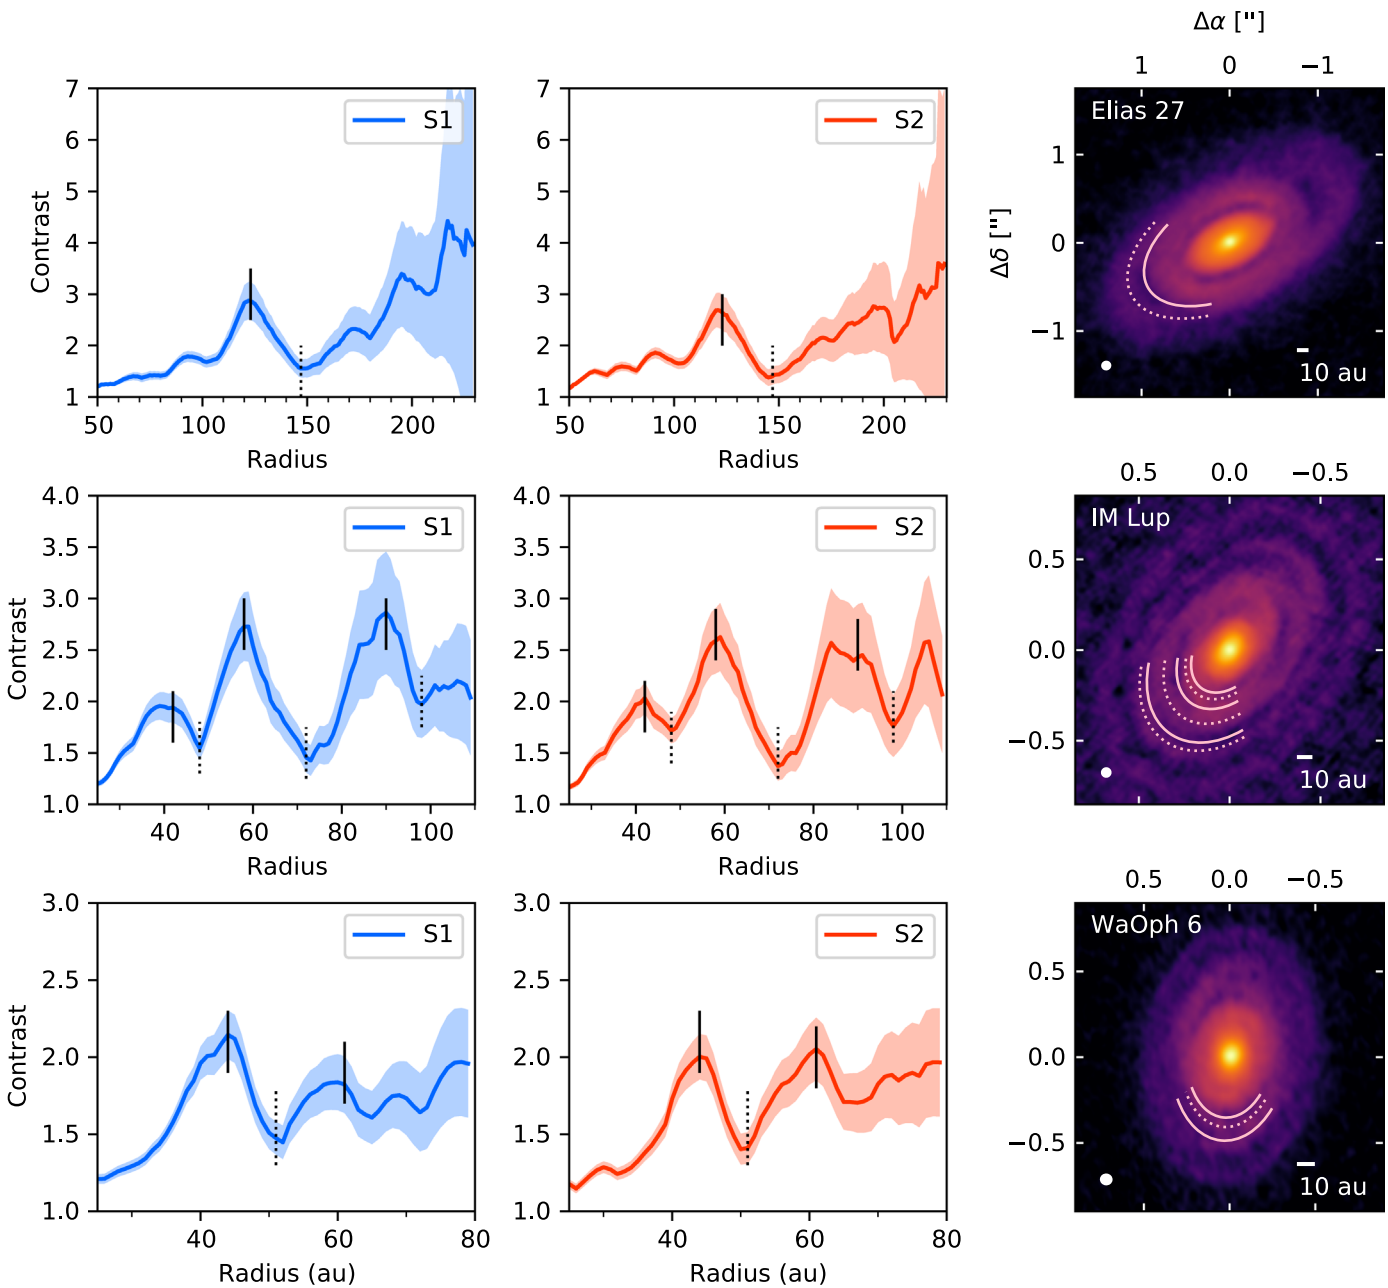 Δα ["]
1 0 −1
7 6 5 4 3 2 1
Contrast
S1
50 100 150 200
Radius
7 6 5 4 3 2 1
S2
50 100 150 200
Radius
Elias 27
Δδ ["]
1 0 −1
10 au
0.5 0.0 −0.5
4.0 3.5 3.0 2.5 2.0 1.5 1.0
Contrast
S1
40 60 80 100
Radius
4.0 3.5 3.0 2.5 2.0 1.5 1.0
S2
40 60 80 100
Radius
IM Lup
0.5 0.0 −0.5
10 au
0.5 0.0 −0.5
3.0 2.5 2.0 1.5 1.0
Contrast
S1
40 60 80
Radius (au)
3.0 2.5 2.0 1.5 1.0
S2
40 60 80
Radius (au)
WaOph 6
0.5 0.0 −0.5
10 au